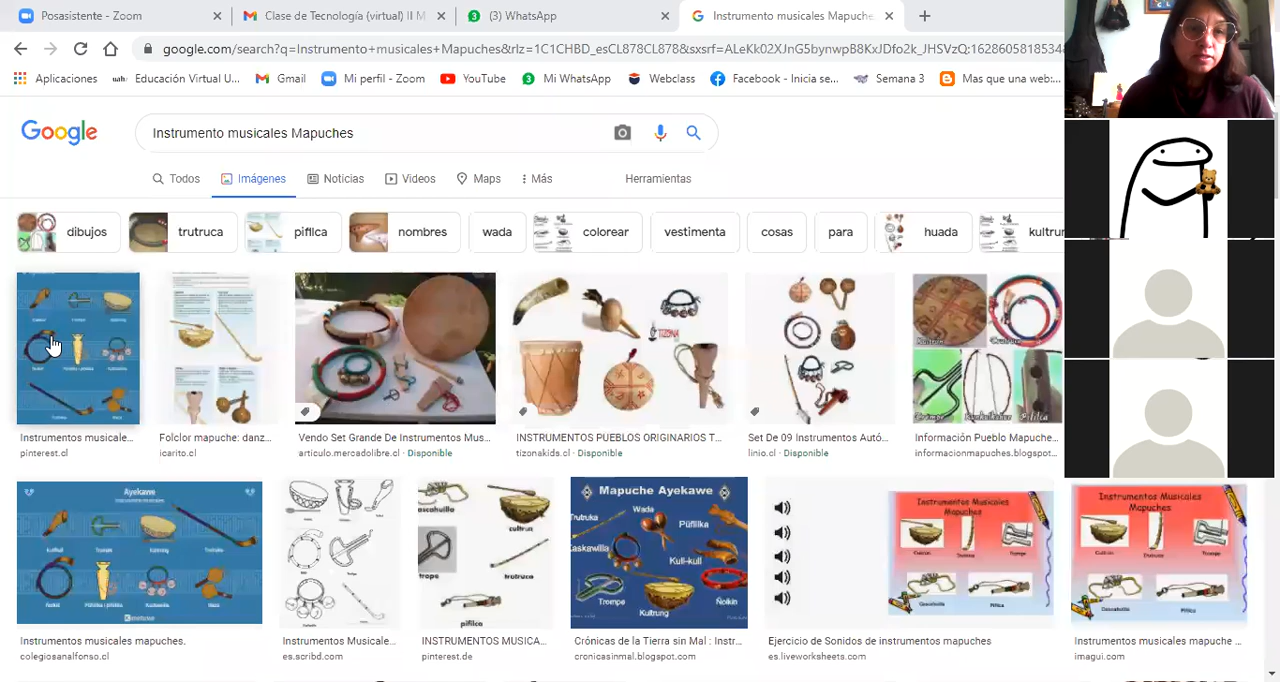 Posasistente - Zoom
Clase de Tecnología (virtual) II M
(3) WhatsApp
Instrumento musicales Mapuche
google.com/search?q=Instrumento+musicales+Mapuches&rlz=1C1CHBD_esCL878CL878&sxsrf=
Aplicaciones
Educación Virtual U...
Gmail
Mi perfil - Zoom
YouTube
Mi WhatsApp
Webclass
Facebook - Inicia se...
Semana 3
Mas que una web:...
Google
Instrumento musicales Mapuches
Todos
Imágenes
Noticias
Videos
Maps
Más
Herramientas
dibujos
trutruca
pifilca
nombres
wada
colorear
vestimenta
cosas
para
huada
kultrur
Instrumentos musicale...
pinterest.cl
Folclor mapuche: danz...
icarito.cl
Vendo Set Grande De Instrumentos Mus...
articulo.mercadolibre.cl · Disponible
INSTRUMENTOS PUEBLOS ORIGINARIOS T...
tizonakids.cl · Disponible
Set De 09 Instrumentos Autó...
linio.cl · Disponible
Información Pueblo Mapuche...
informacionmapuches.blogspot...
Ayekawe
Mapuche Ayekawe
Trutruka
Wada
Püfilka
Kaskawilla
Kull-kull
Trompe
Kultrung
Ñolkin
cultrun
trope
trutruca
pifilca
Instrumentos Musicales
Mapuches
Instrumentos Musicales
Mapuches
Instrumentos musicales mapuches.
colegiosanalfonso.cl
Instrumentos Musicale...
es.scribd.com
INSTRUMENTOS MUSICA...
pinterest.de
Crónicas de la Tierra sin Mal : Instr...
cronicasinmal.blogspot.com
Ejercicio de Sonidos de instrumentos mapuches
es.liveworksheets.com
Instrumentos musicales mapuche ...
imagui.com